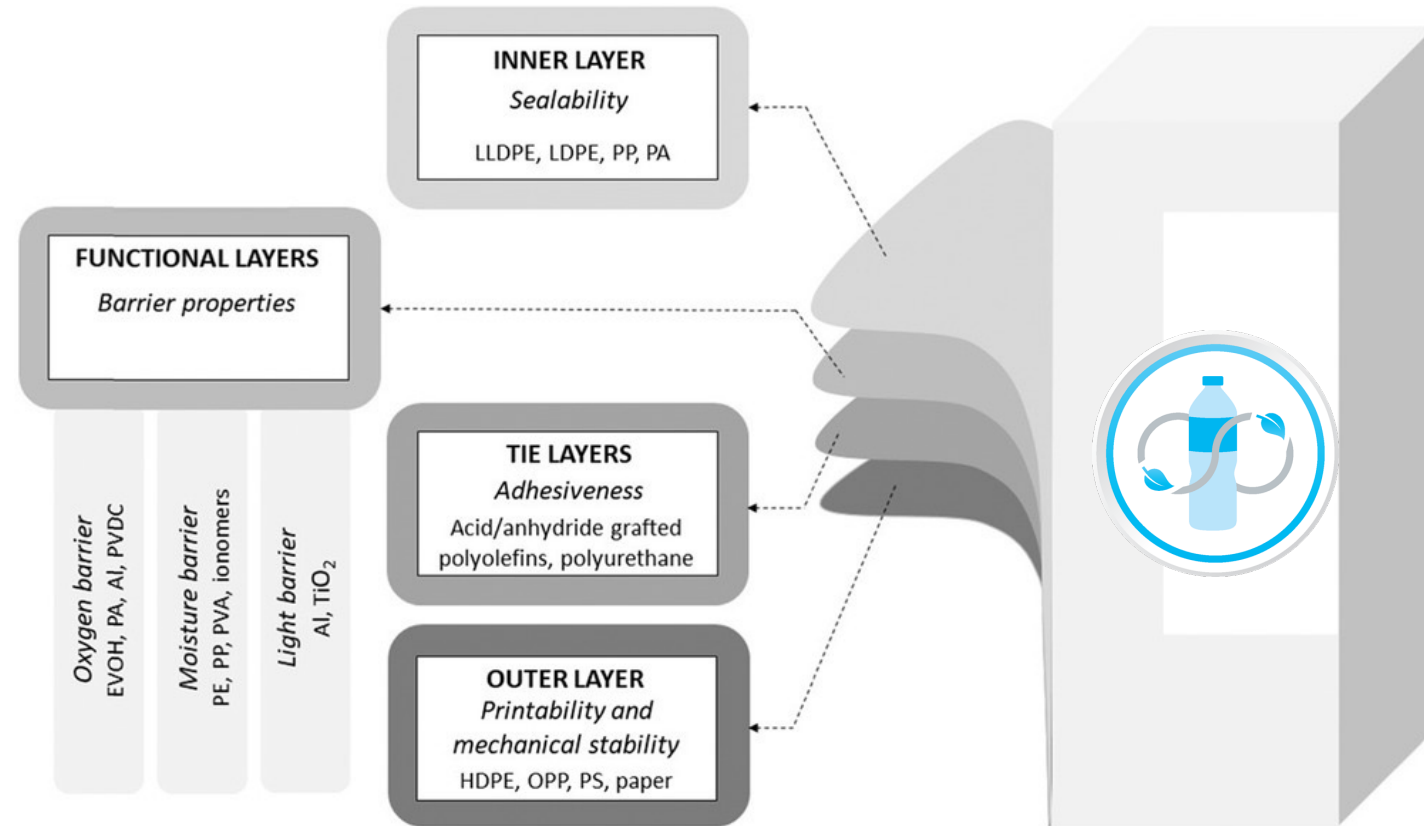 INNER LAYER
Sealability
LLDPE, LDPE, PP, PA
FUNCTIONAL LAYERS
Barrier properties
Oxygen barrier
EVOH, PA, Al, PVDC
Moisture barrier
PE, PP, PVA, ionomers
Light barrier
Al, TiO₂
TIE LAYERS
Adhesiveness
Acid/anhydride grafted
polyolefins, polyurethane
OUTER LAYER
Printability and
mechanical stability
HDPE, OPP, PS, paper